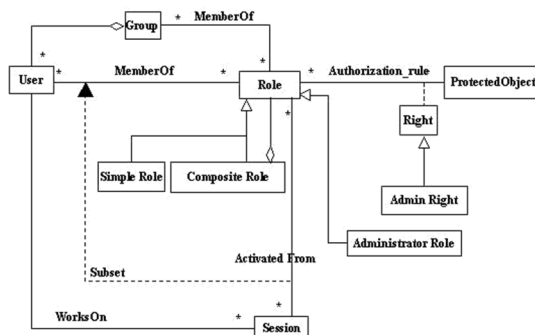 * MemberOf
Group *
* *
User * MemberOf * Role * Authorization_rule * ProtectedObject
*
Right
Simple Role Composite Role
Admin Right
Administrator Role
Activated From
Subset
WorksOn * *
Session